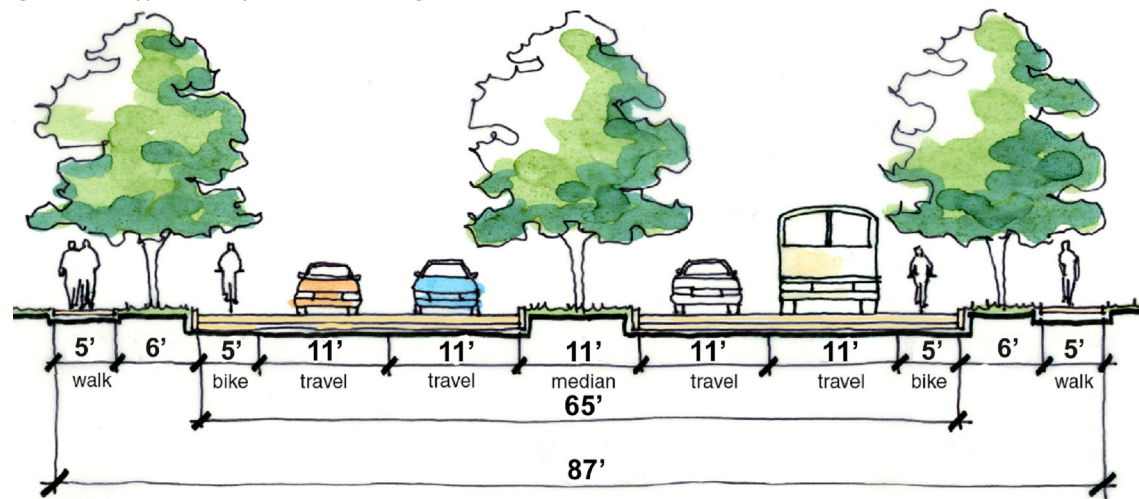 5’ 6’ 5’ 11’ 11’ 11’ 11’ 11’ 5’ 6’ 5’
walk bike travel travel median travel travel bike walk
65’
87’